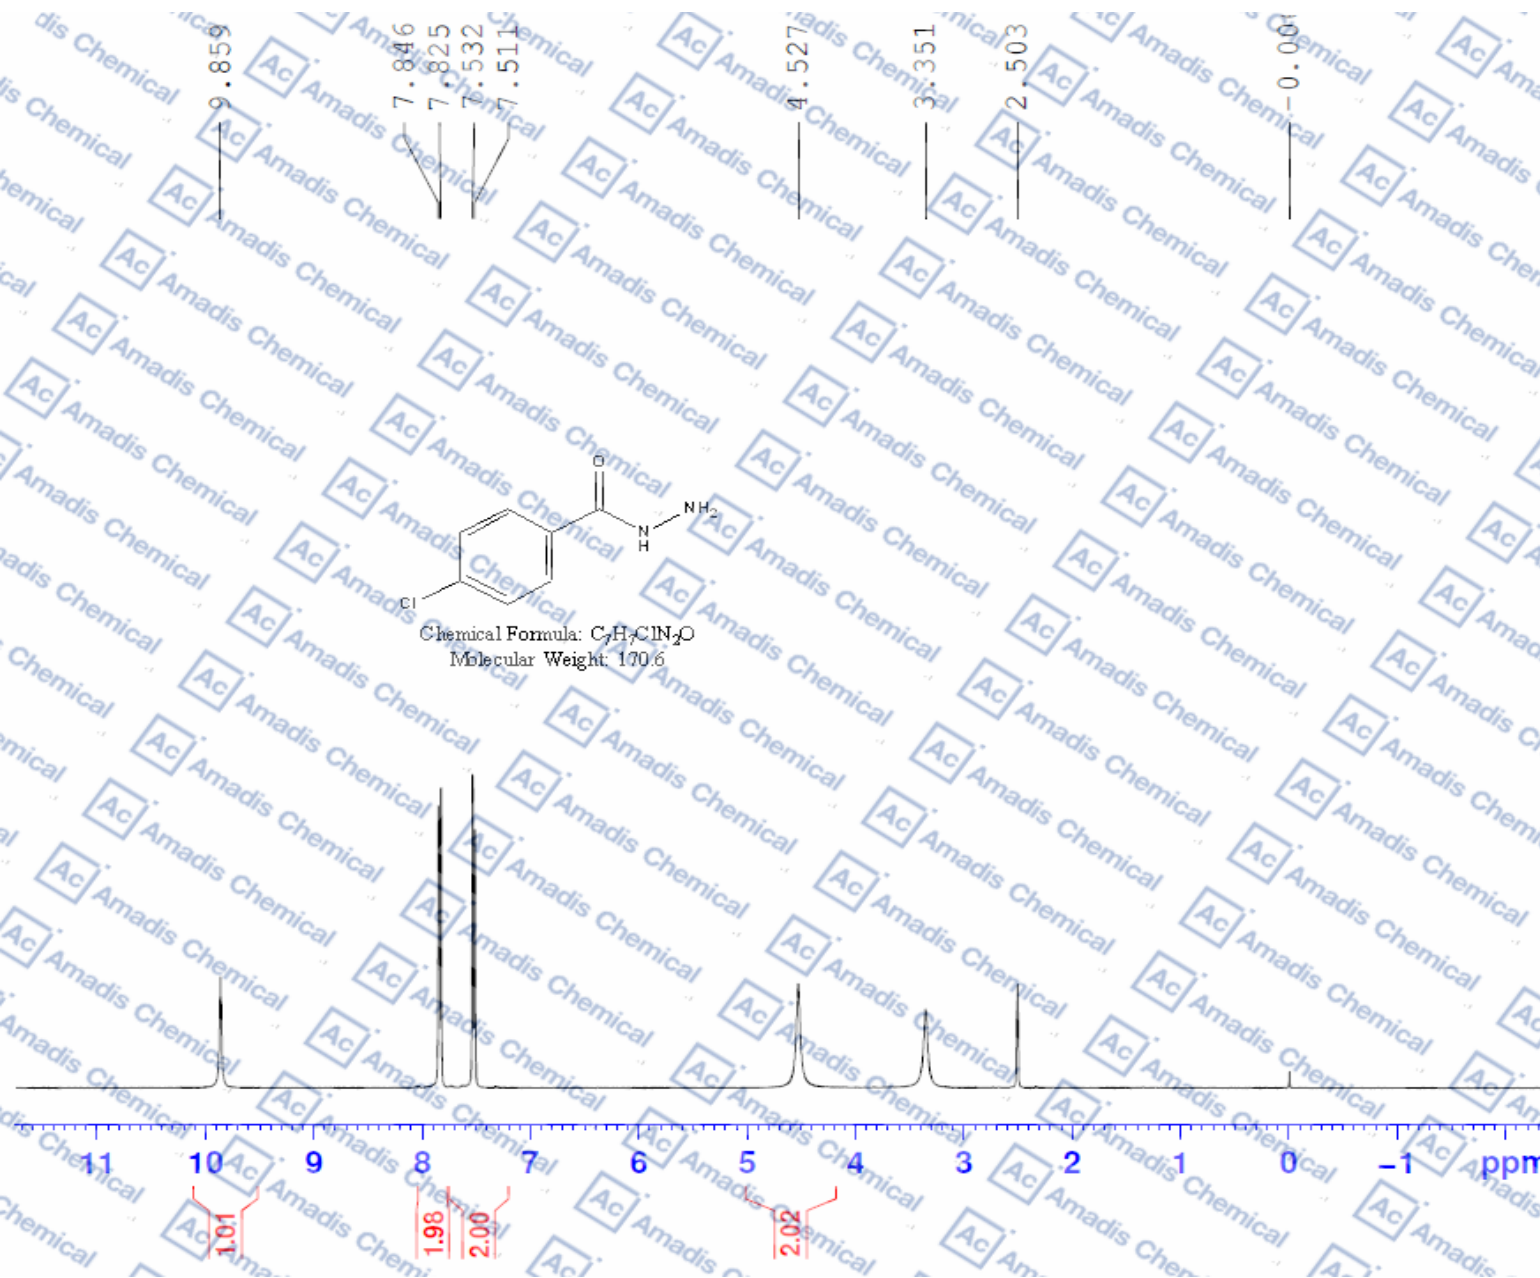 9.859
7.846
7.825
7.532
7.511
4.527
3.351
2.503
O
NH2
N
H
Cl
Chemical Formula: C7H7ClN2O
Molecular Weight: 170.6
11 10 9 8 7 6 5 4 3 2 1 0 -1 ppm
1.01
1.98
2.00
2.02
Ac Amadis Chemical